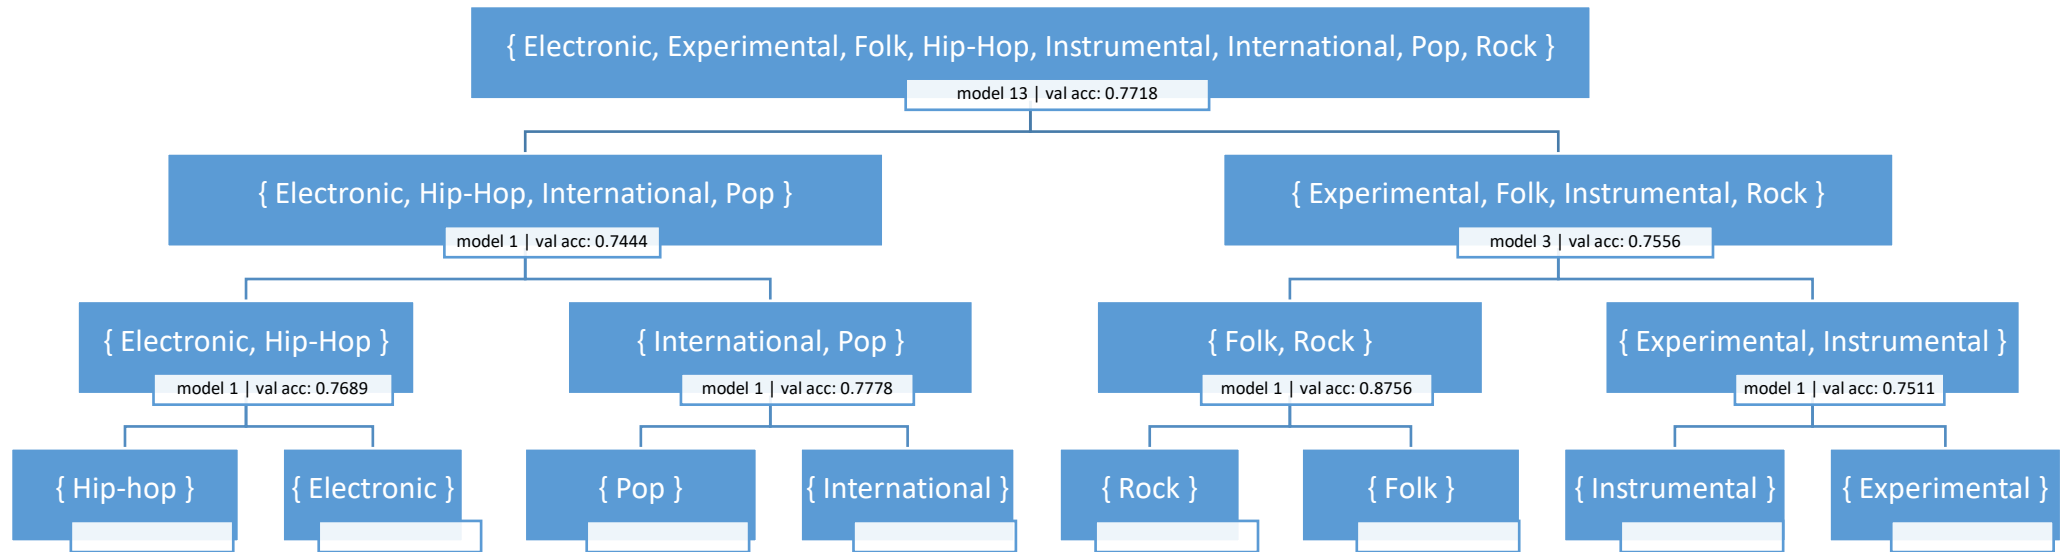 { Electronic, Experimental, Folk, Hip-Hop, Instrumental, International, Pop, Rock }
model 13 | val acc: 0.7718
{ Electronic, Hip-Hop, International, Pop }
model 1 | val acc: 0.7444
{ Experimental, Folk, Instrumental, Rock }
model 3 | val acc: 0.7556
{ Electronic, Hip-Hop }
model 1 | val acc: 0.7689
{ International, Pop }
model 1 | val acc: 0.7778
{ Folk, Rock }
model 1 | val acc: 0.8756
{ Experimental, Instrumental }
model 1 | val acc: 0.7511
{ Hip-hop }
{ Electronic }
{ Pop }
{ International }
{ Rock }
{ Folk }
{ Instrumental }
{ Experimental }